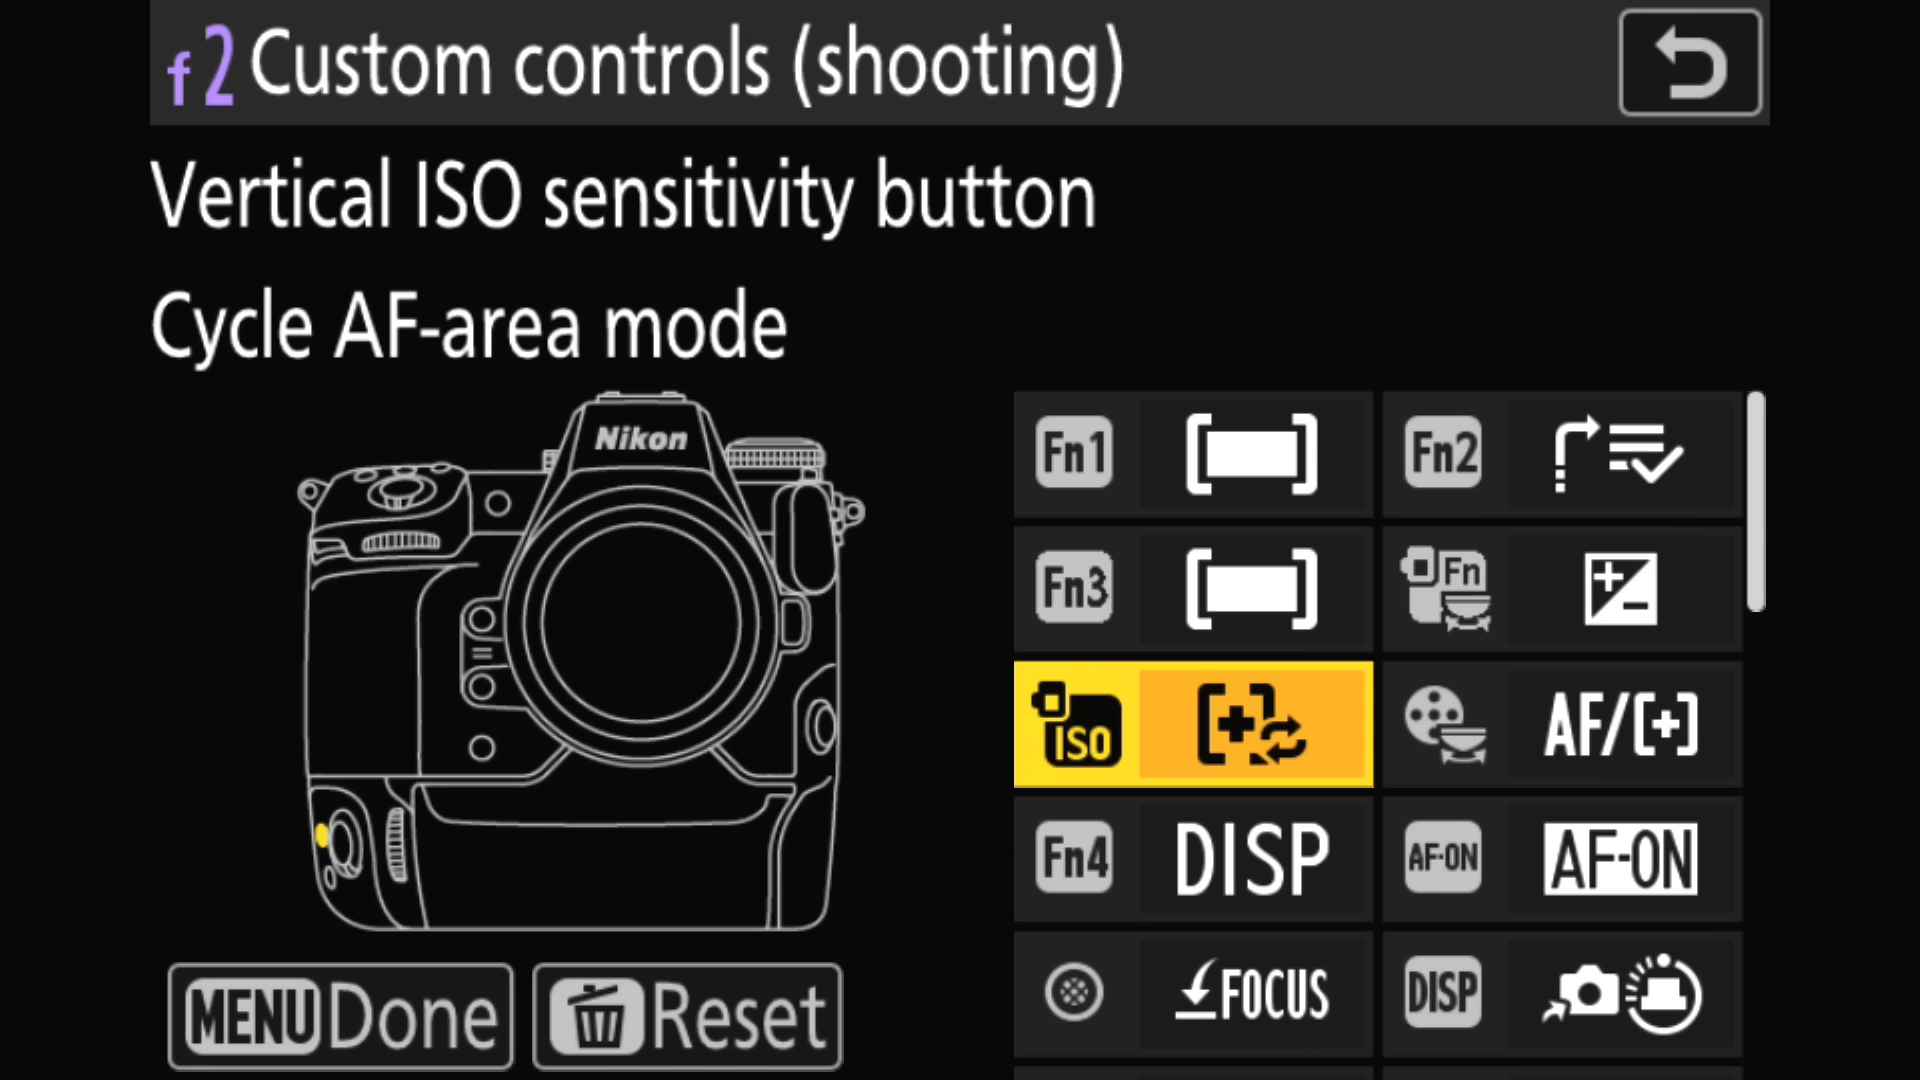 f2 Custom controls (shooting)
Vertical ISO sensitivity button
Cycle AF-area mode
Nikon
Fn1
Fn2
Fn3
Fn
ISO
AF/[+]
Fn4 DISP
AF-ON AF-ON
FOCUS
DISP
MENU Done
Reset